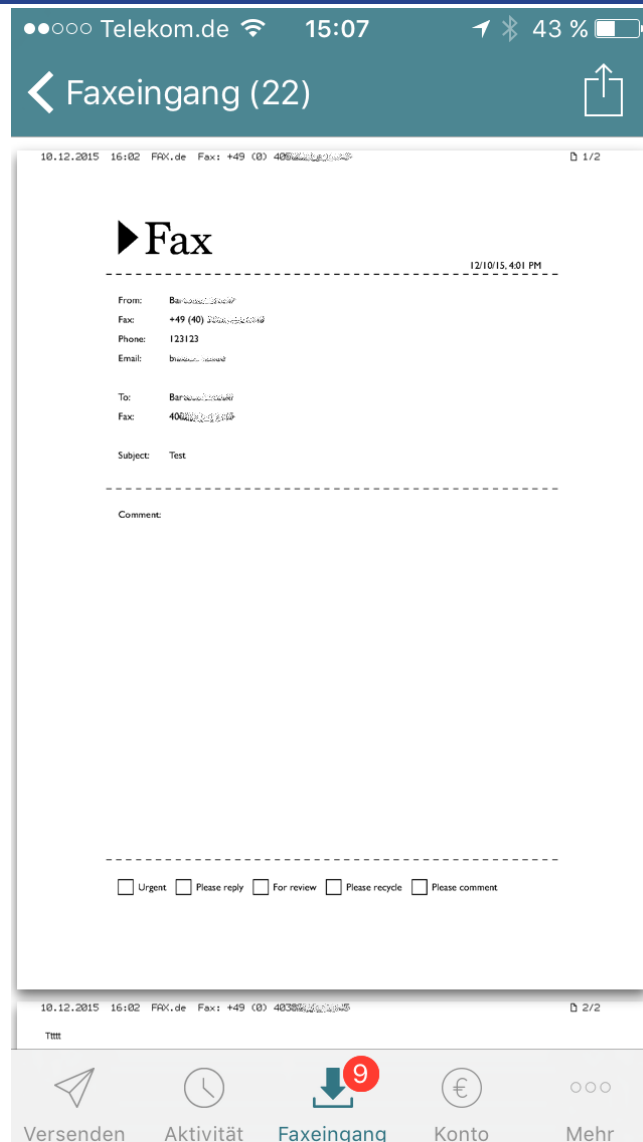 Telekom.de 15:07 43 %
Faxeingang (22)
10.12.2015 16:02 FAX.de Fax: +49 (0) 1/2
Fax
12/10/15, 4:01 PM
From:
Fax: +49 (40)
Phone: 123123
Email:
To:
Fax:
Subject: Test
Comment:
Urgent Please reply For review Please recycle Please comment
10.12.2015 16:02 FAX.de Fax: +49 (0) 2/2
Ttttt
9
Versenden Aktivität Faxeingang Konto Mehr